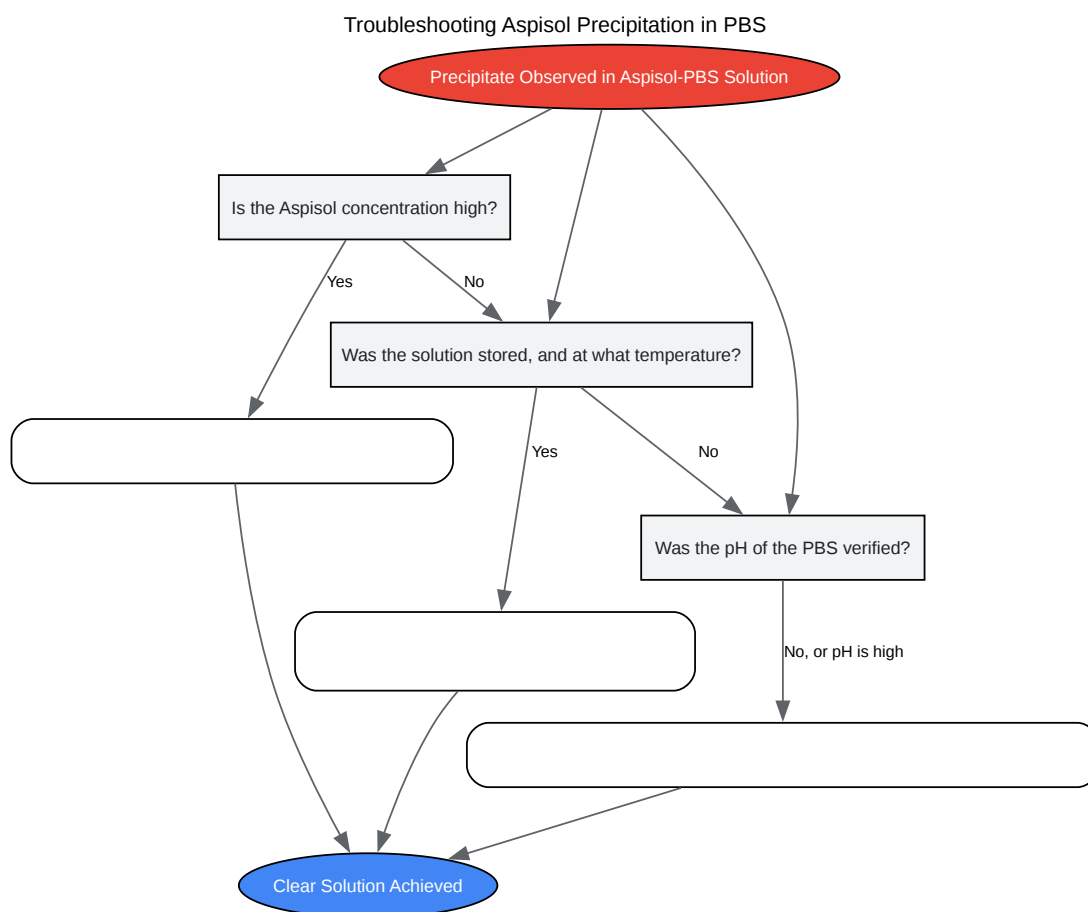 Troubleshooting Aspisol Precipitation in PBS
Precipitate Observed in Aspisol-PBS Solution
Is the Aspisol concentration high?
Yes
No
Was the solution stored, and at what temperature?
Yes
No
Was the pH of the PBS verified?
No, or pH is high
Clear Solution Achieved